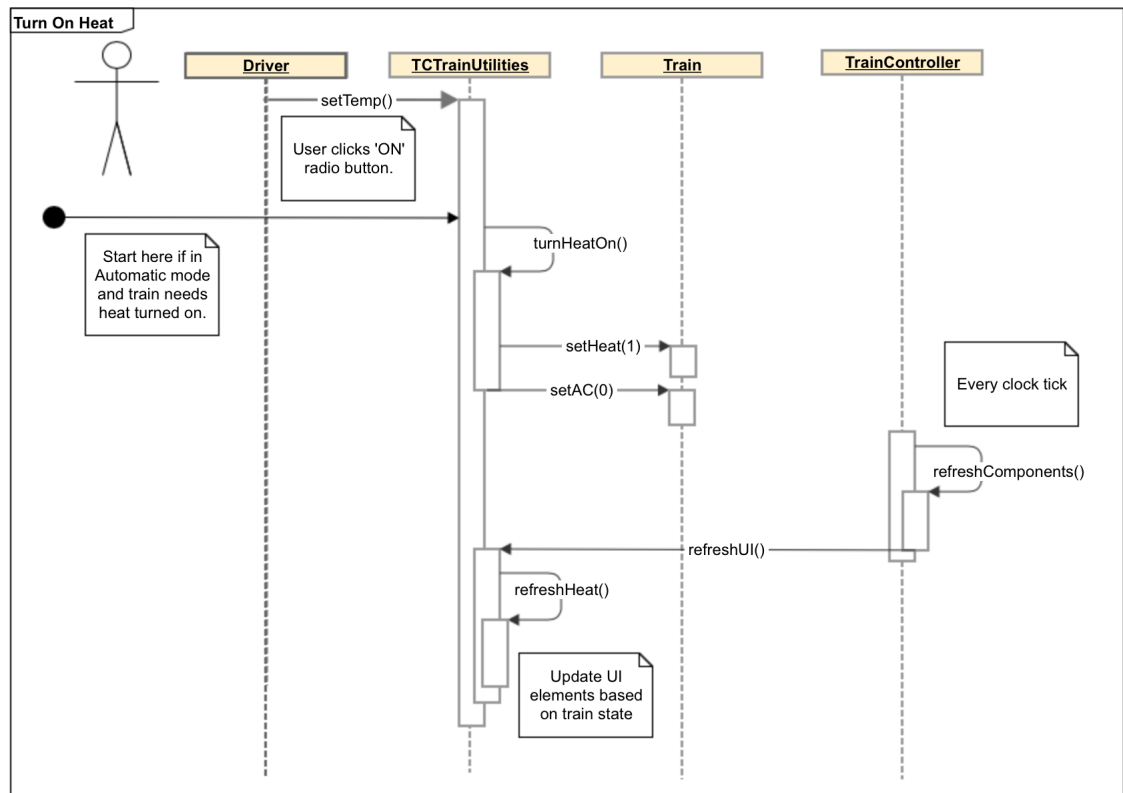 Turn On Heat
Driver
TCTrainUtilities
Train
TrainController
setTemp()
User clicks 'ON'
radio button.
Start here if in
Automatic mode
and train needs
heat turned on.
turnHeatOn()
setHeat(1)
setAC(0)
Every clock tick
refreshComponents()
refreshUI()
refreshHeat()
Update UI
elements based
on train state